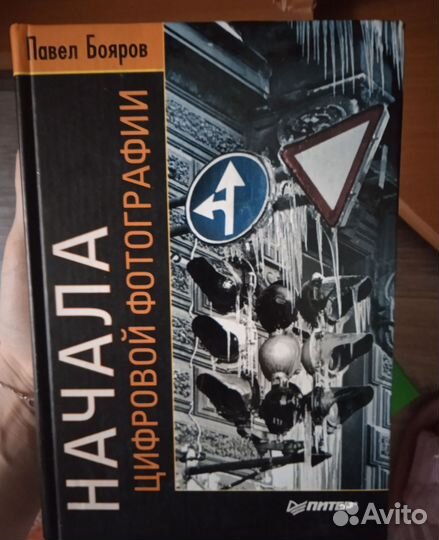 Павел Бояров
НАЧАЛА
ЦИФРОВОЙ ФОТОГРАФИИ
ПИТЕР
Avito